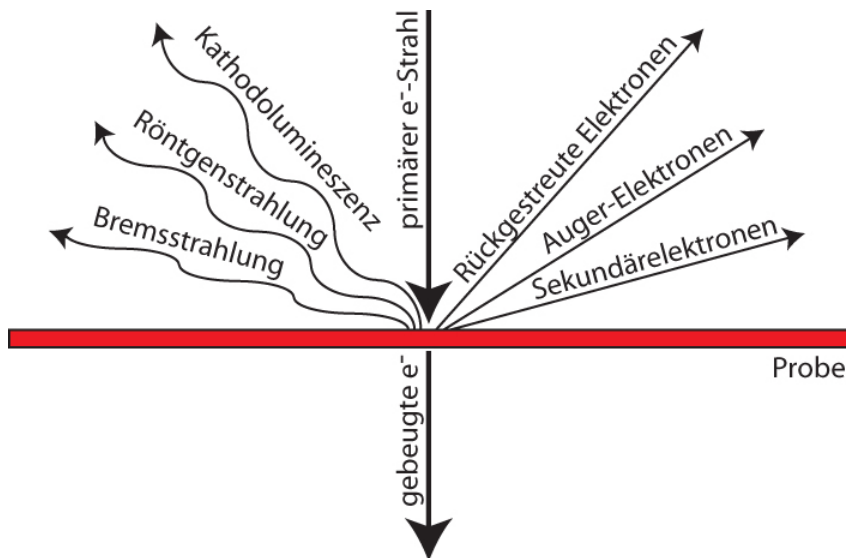 Kathodolumineszenz
Röntgenstrahlung
Bremsstrahlung
primärer e⁻-Strahl
Rückgestreute Elektronen
Auger-Elektronen
Sekundärelektronen
Probe
gebeugte e⁻